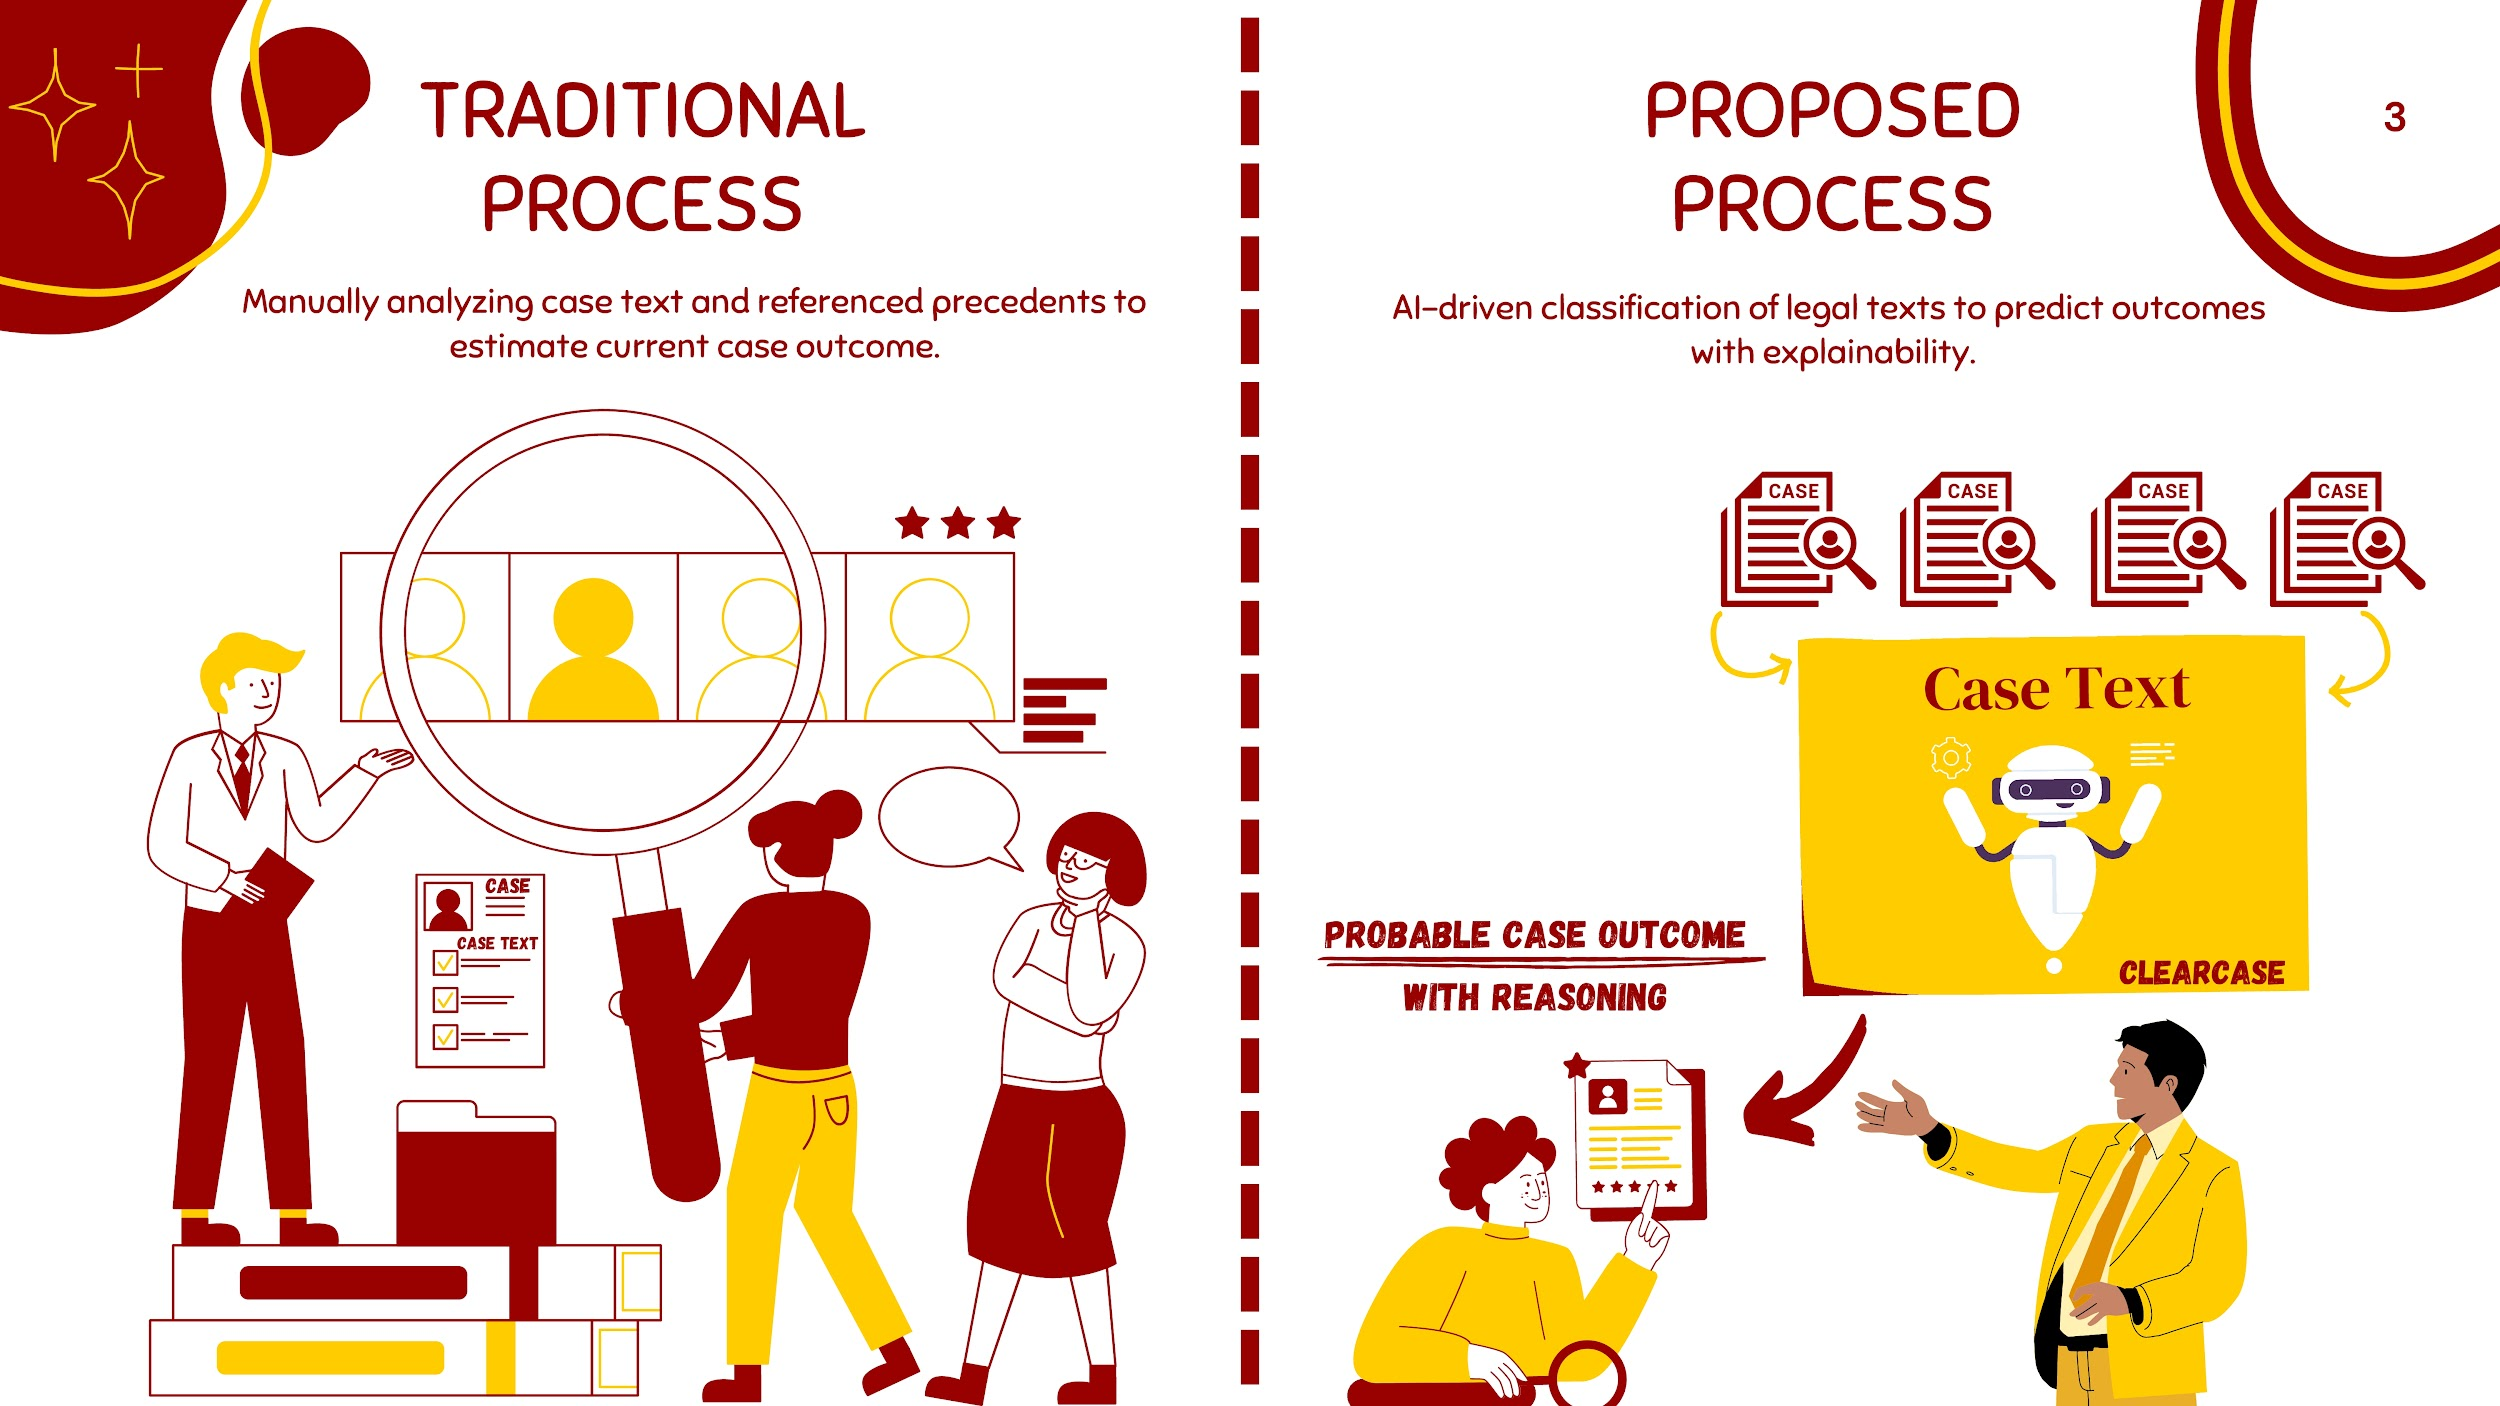 TRADITIONAL
PROCESS
Manually analyzing case text and referenced precedents to
estimate current case outcome.
CASE
CASE TEXT
PROPOSED
PROCESS
3
AI-driven classification of legal texts to predict outcomes
with explainability.
CASE
CASE
CASE
CASE
Case Text
CLEARCASE
PROBABLE CASE OUTCOME
WITH REASONING